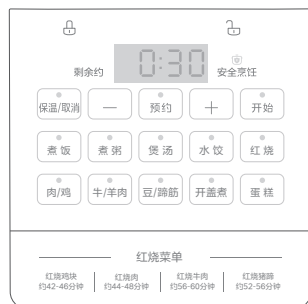 剩余约 0:30 安全烹饪
保温/取消 — 预约 + 开始
煮饭 煮粥 煲汤 水饺 红烧
肉/鸡 牛/羊肉 豆/蹄筋 开盖煮 蛋糕
红烧菜单
红烧鸡块 红烧肉 红烧牛肉 红烧猪蹄
约42-46分钟 约44-48分钟 约56-60分钟 约52-56分钟